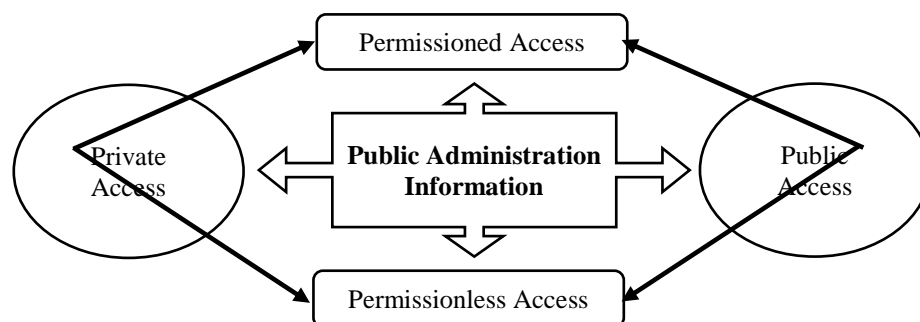 Permissioned Access
Private
Access
Public Administration
Information
Public
Access
Permissionless Access